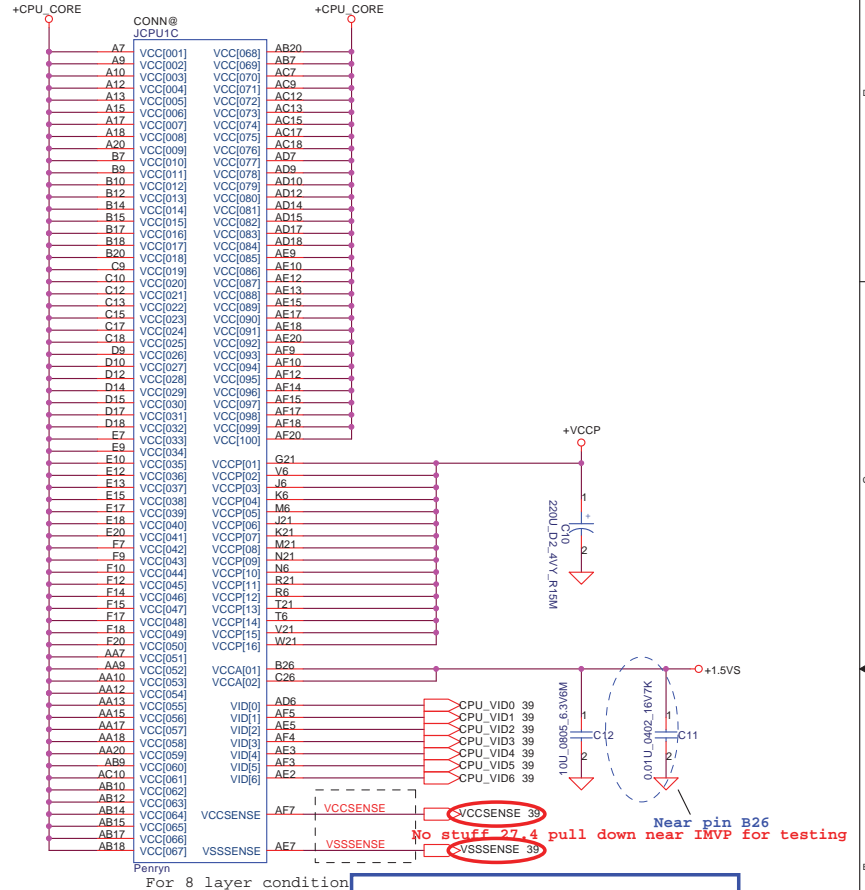 +CPU_CORE +CPU_CORE
CONN@
JCPU1C
A7 VCC[001] VCC[068] AB20
A9 VCC[002] VCC[069] AB7
A10 VCC[003] VCC[070] AC7
A12 VCC[004] VCC[071] AC9
A13 VCC[005] VCC[072] AC12
A15 VCC[006] VCC[073] AC13
A17 VCC[007] VCC[074] AC15
A18 VCC[008] VCC[075] AC17
A20 VCC[009] VCC[076] AC18
B7 VCC[010] VCC[077] AD7
B9 VCC[011] VCC[078] AD9
B10 VCC[012] VCC[079] AD10
B12 VCC[013] VCC[080] AD12
B14 VCC[014] VCC[081] AD14
B15 VCC[015] VCC[082] AD15
B17 VCC[016] VCC[083] AD17
B18 VCC[017] VCC[084] AD18
B20 VCC[018] VCC[085] AE9
C9 VCC[019] VCC[086] AE10
C10 VCC[020] VCC[087] AE12
C12 VCC[021] VCC[088] AE13
C13 VCC[022] VCC[089] AE15
C15 VCC[023] VCC[090] AE17
C17 VCC[024] VCC[091] AE18
C18 VCC[025] VCC[092] AE20
D9 VCC[026] VCC[093] AF9
D10 VCC[027] VCC[094] AF10
D12 VCC[028] VCC[095] AF12
D14 VCC[029] VCC[096] AF14
D15 VCC[030] VCC[097] AF15
D17 VCC[031] VCC[098] AF17
D18 VCC[032] VCC[099] AF18
E7 VCC[033] VCC[100] AF20
E9 VCC[034]
E10 VCC[035] VCCP[01] G21
E12 VCC[036] VCCP[02] V6
E13 VCC[037] VCCP[03] J6
E15 VCC[038] VCCP[04] K6
E17 VCC[039] VCCP[05] M6
E18 VCC[040] VCCP[06] J21
E20 VCC[041] VCCP[07] K21
F7 VCC[042] VCCP[08] M21
F9 VCC[043] VCCP[09] N21
F10 VCC[044] VCCP[10] N6
F12 VCC[045] VCCP[11] R21
F14 VCC[046] VCCP[12] R6
F15 VCC[047] VCCP[13] T21
F17 VCC[048] VCCP[14] T6
F18 VCC[049] VCCP[15] V21
F20 VCC[050] VCCP[16] W21
AA7 VCC[051]
AA9 VCC[052] VCCA[01] B26
AA10 VCC[053] VCCA[02] C26
AA12 VCC[054]
AA13 VCC[055] VID[0] AD6 CPU_VID0 39
AA15 VCC[056] VID[1] AF5 CPU_VID1 39
AA17 VCC[057] VID[2] AE5 CPU_VID2 39
AA18 VCC[058] VID[3] AF4 CPU_VID3 39
AA20 VCC[059] VID[4] AE3 CPU_VID4 39
AB9 VCC[060] VID[5] AF3 CPU_VID5 39
AC10 VCC[061] VID[6] AE2 CPU_VID6 39
AB10 VCC[062]
AB12 VCC[063]
AB14 VCC[064] VCCSENSE AF7 VCCSENSE VCCSENSE 39
AB15 VCC[065]
AB17 VCC[066]
AB18 VCC[067] VSSSENSE AE7 VSSSENSE VSSSENSE 39
Penryn
+VCCP
1
+
C10
220U_D2_4VY_R15M
2
+1.5VS
1
C12
10U_0805_6.3V6M
2
1
C11
0.01U_0402_16V7K
2
Near pin B26
No stuff 27.4 pull down near IMVP for testing
For 8 layer condition
D
C
B